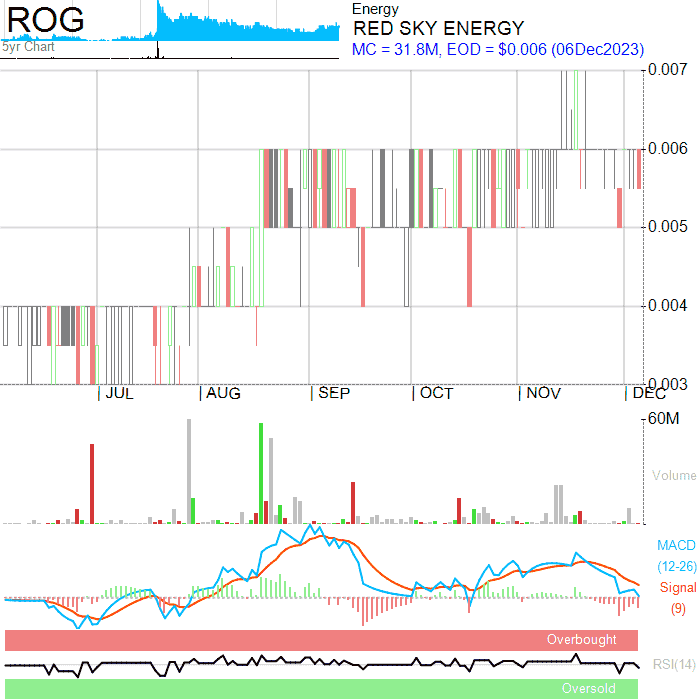 ROG
5yr Chart
Energy
RED SKY ENERGY
MC = 31.8M, EOD = $0.006 (06Dec2023)
0.007
0.006
0.005
0.004
0.003
JUL AUG SEP OCT NOV DEC
60M
Volume
MACD
(12-26)
Signal
(9)
Overbought
RSI(14)
Oversold